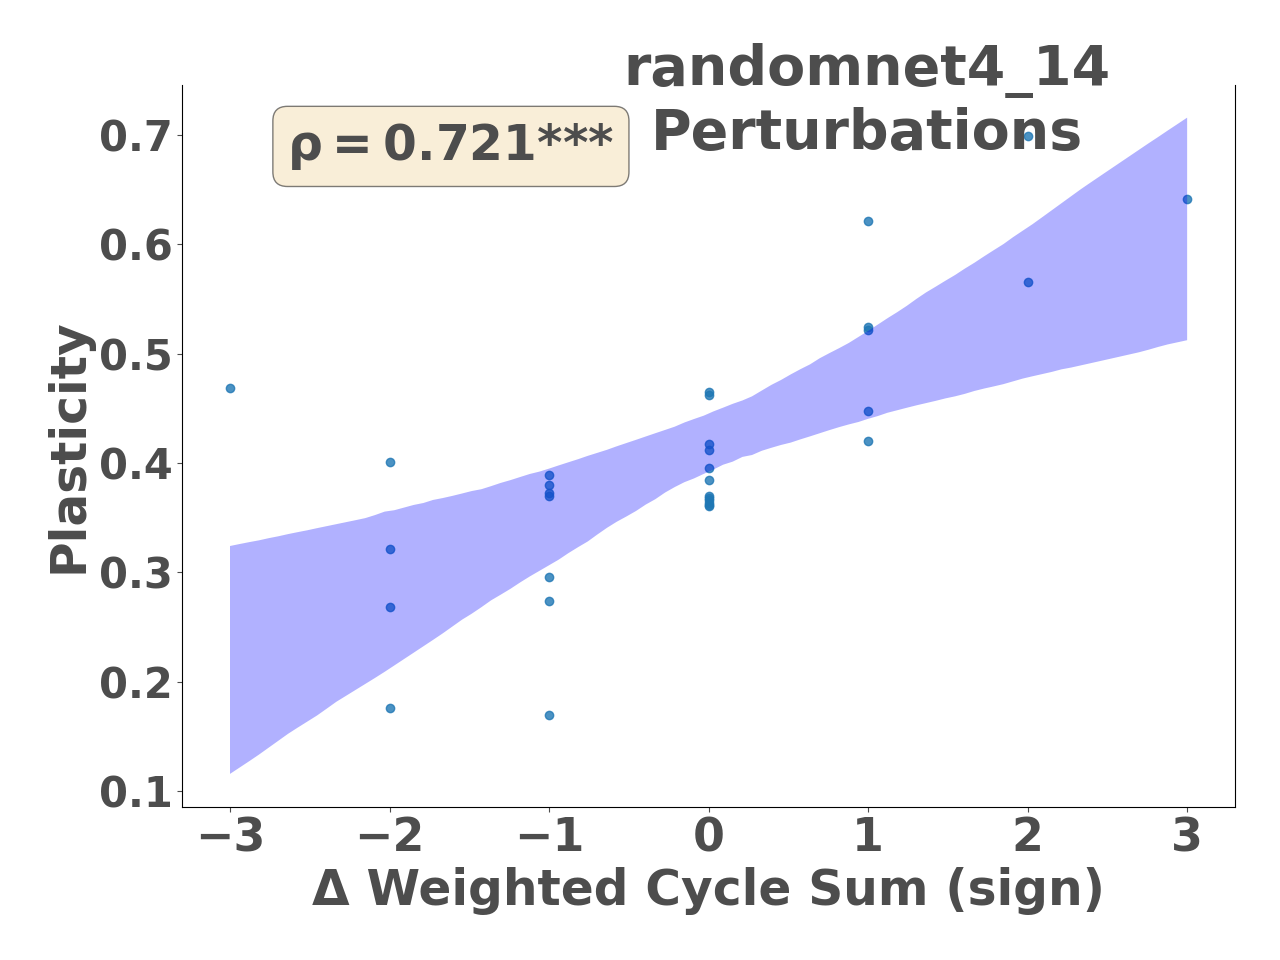 randomnet4_14
Perturbations
ρ = 0.721***
0.7
0.6
0.5
0.4
0.3
0.2
0.1
Plasticity
−3 −2 −1 0 1 2 3
Δ Weighted Cycle Sum (sign)